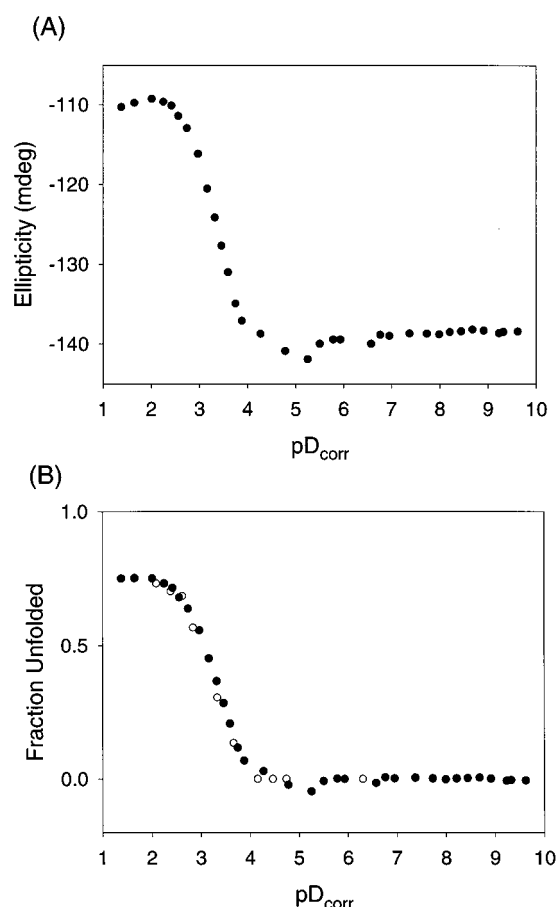 (A)
-110
-120
-130
-140
Ellipticity (mdeg)
1 2 3 4 5 6 7 8 9 10
pDcorr
(B)
1.0
0.5
0.0
Fraction Unfolded
1 2 3 4 5 6 7 8 9 10
pDcorr